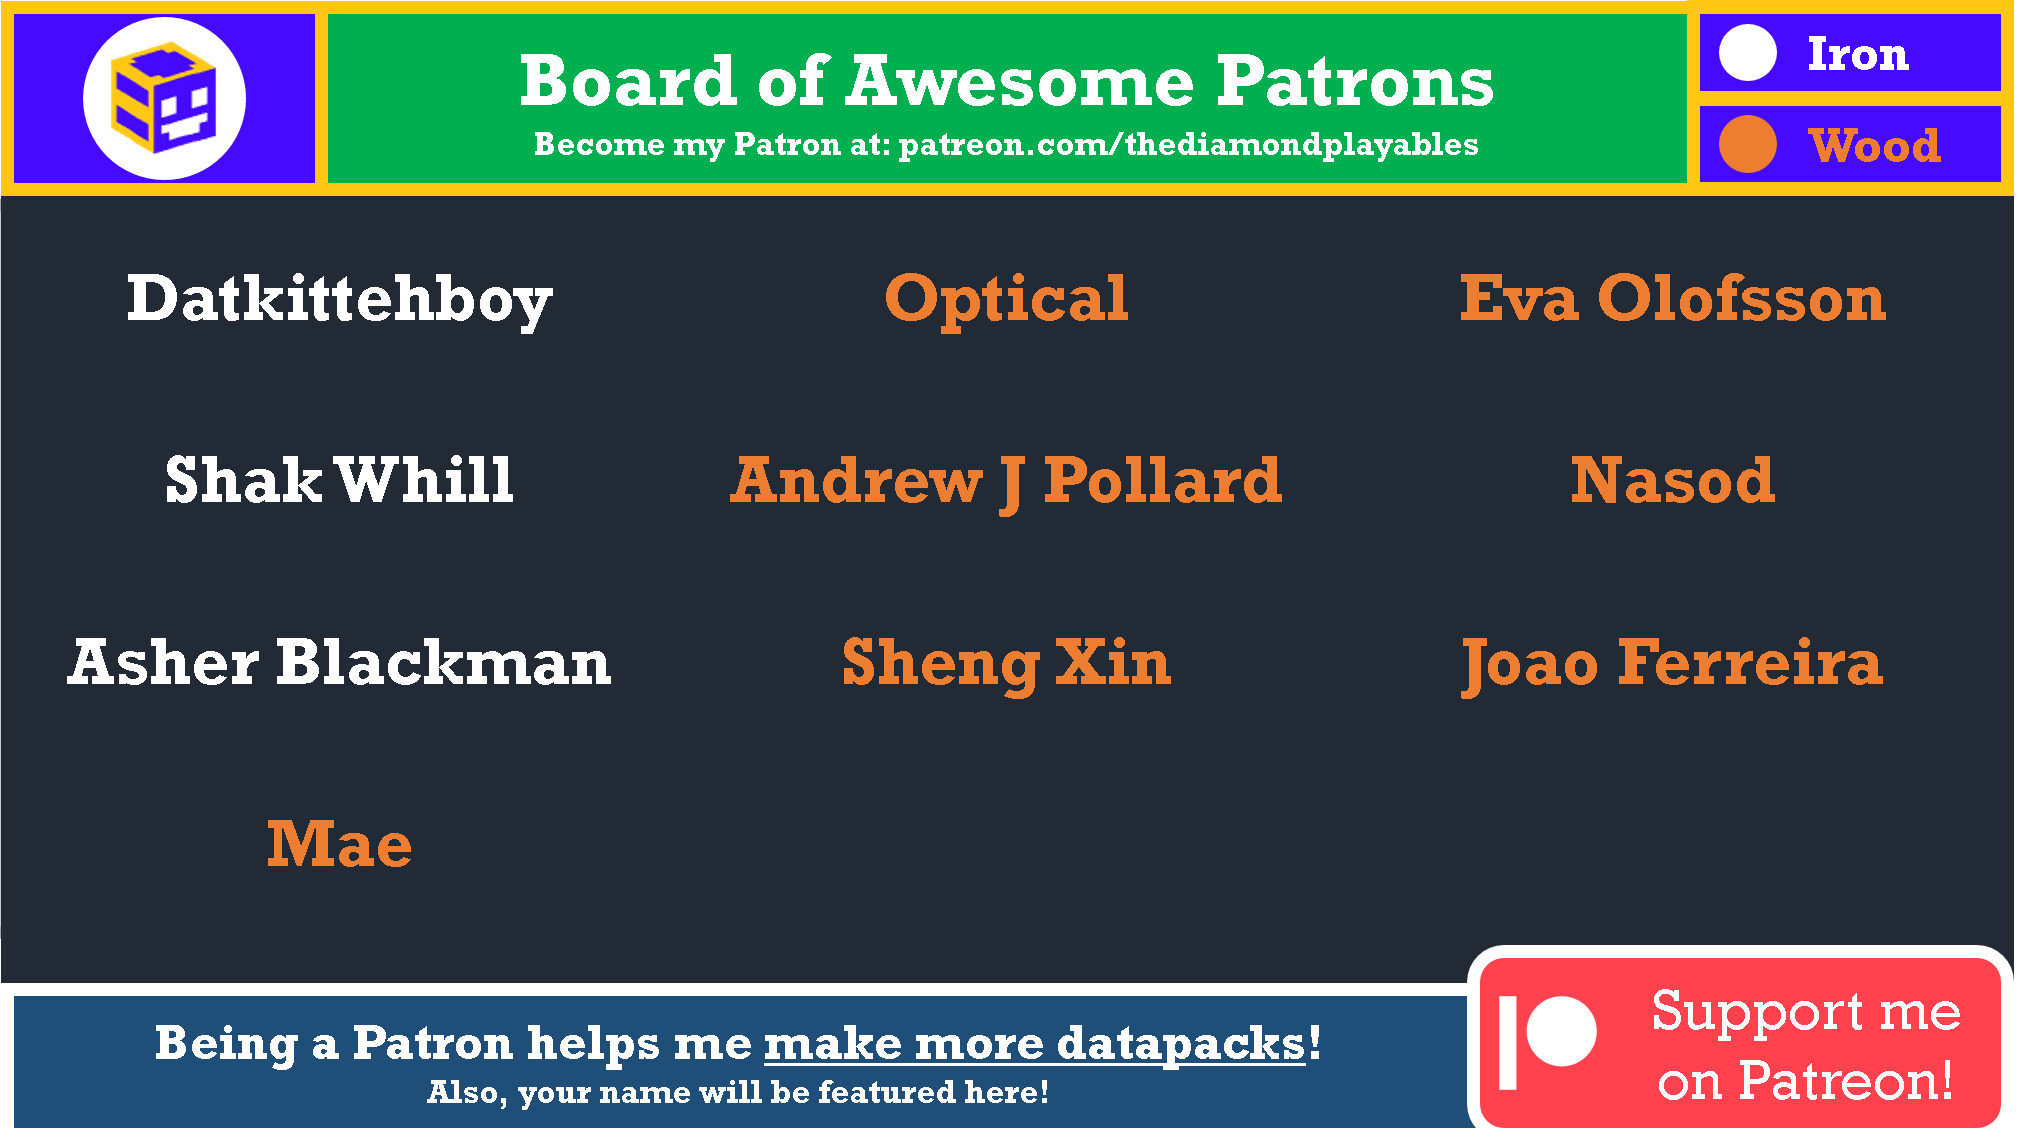 Board of Awesome Patrons
Become my Patron at: patreon.com/thediamondplayables
Iron
Wood
Datkittehboy
Optical
Eva Olofsson
Shak Whill
Andrew J Pollard
Nasod
Asher Blackman
Sheng Xin
Joao Ferreira
Mae
Being a Patron helps me make more datapacks!
Also, your name will be featured here!
Support me
on Patreon!